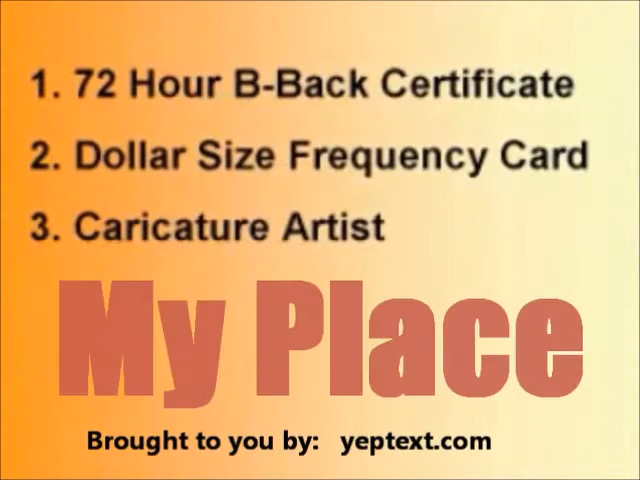 1. 72 Hour B-Back Certificate
2. Dollar Size Frequency Card
3. Caricature Artist
My Place
Brought to you by: yeptext.com